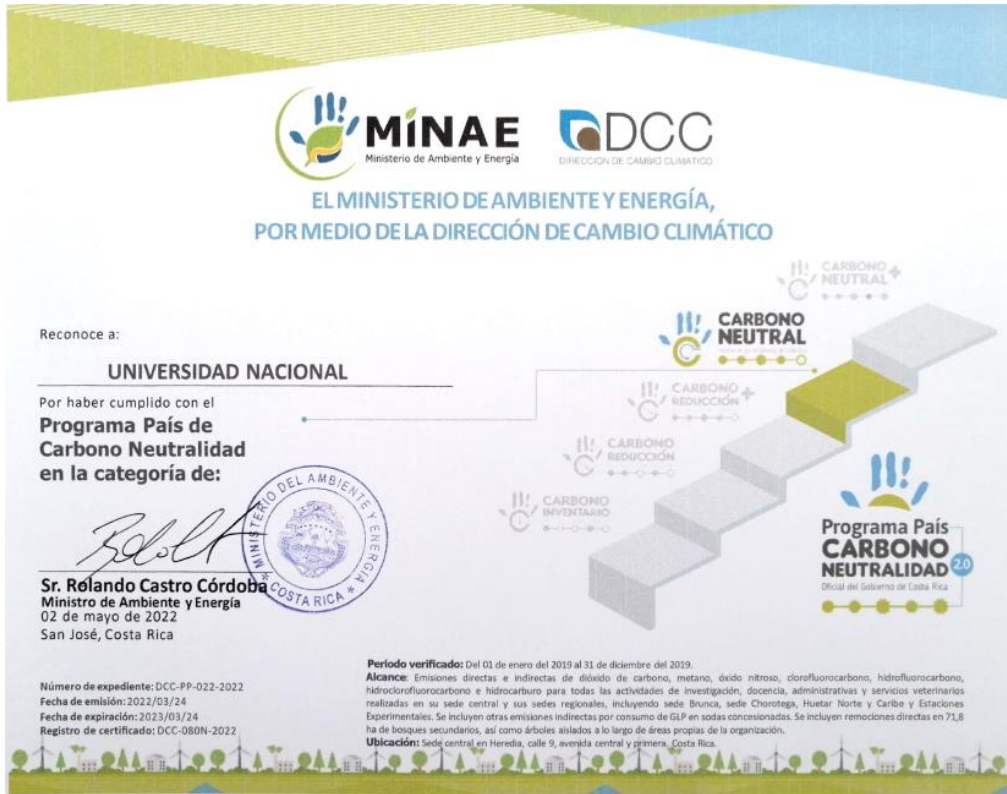 MINAE
Ministerio de Ambiente y Energía
DCC
DIRECCIÓN DE CAMBIO CLIMÁTICO
EL MINISTERIO DE AMBIENTE Y ENERGÍA,
POR MEDIO DE LA DIRECCIÓN DE CAMBIO CLIMÁTICO
CARBONO +
NEUTRAL
Reconoce a:
CARBONO
NEUTRAL
UNIVERSIDAD NACIONAL
CARBONO +
REDUCCIÓN
Por haber cumplido con el
Programa País de
Carbono Neutralidad
en la categoría de:
CARBONO
REDUCCIÓN
CARBONO
INVENTARIO
MINISTERIO DEL AMBIENTE Y ENERGIA
COSTA RICA
Programa País
CARBONO
NEUTRALIDAD 2.0
Oficial del Gobierno de Costa Rica
Sr. Rolando Castro Córdoba
Ministro de Ambiente y Energía
02 de mayo de 2022
San José, Costa Rica
Número de expediente: DCC-PP-022-2022
Fecha de emisión: 2022/03/24
Fecha de expiración: 2023/03/24
Registro de certificado: DCC-080N-2022
Periodo verificado: Del 01 de enero del 2019 al 31 de diciembre del 2019.
Alcance: Emisiones directas e indirectas de dióxido de carbono, metano, óxido nitroso, clorofluorocarbono, hidrofluorocarbono,
hidroclorofluorocarbono e hidrocarburo para todas las actividades de investigación, docencia, administrativas y servicios veterinarios
realizadas en su sede central y sus sedes regionales, incluyendo sede Brunca, sede Chorotega, Huetar Norte y Caribe y Estaciones
Experimentales. Se incluyen otras emisiones indirectas por consumo de GLP en sodas concesionadas. Se incluyen remociones directas en 71,8
ha de bosques secundarios, así como árboles aislados a lo largo de áreas propias de la organización.
Ubicación: Sede central en Heredia, calle 9, avenida central y primera. Costa Rica.